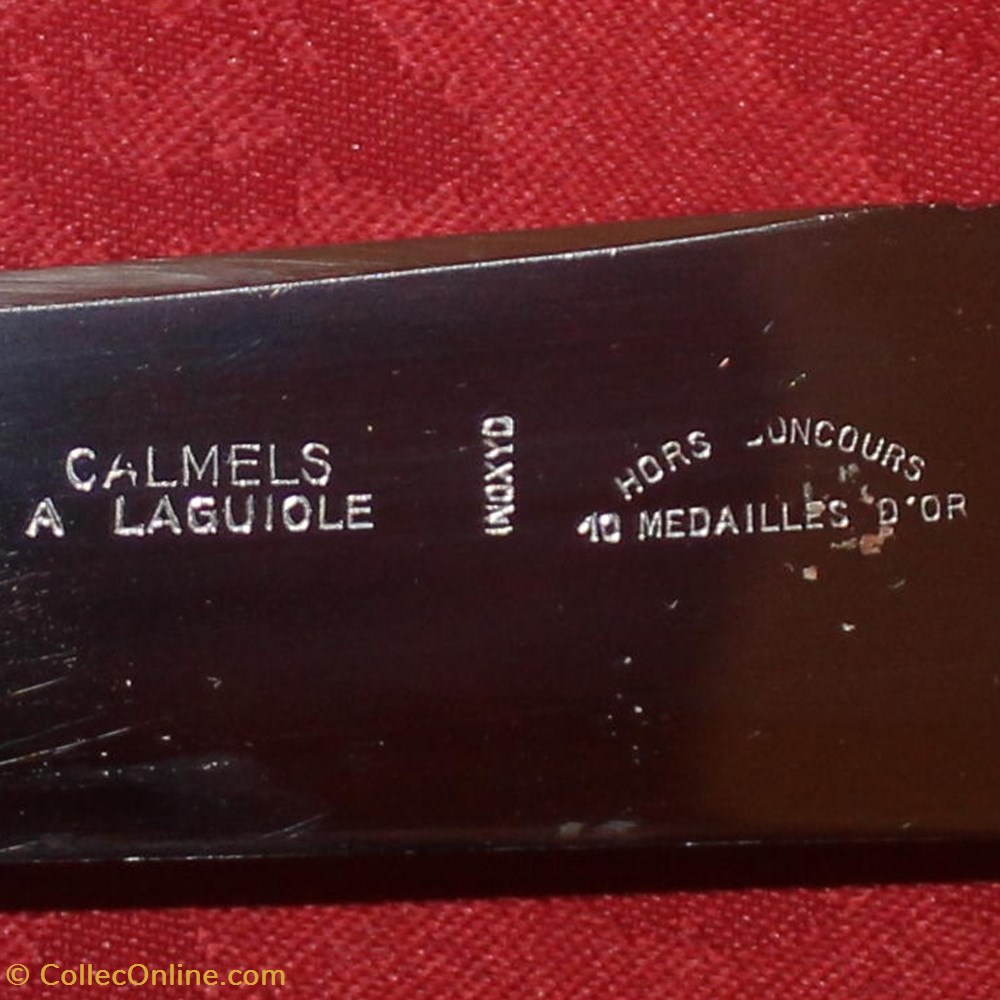 CALMELS
A LAGUIOLE
INOXYD
HORS CONCOURS
10 MEDAILLES D'OR
© CollecOnline.com